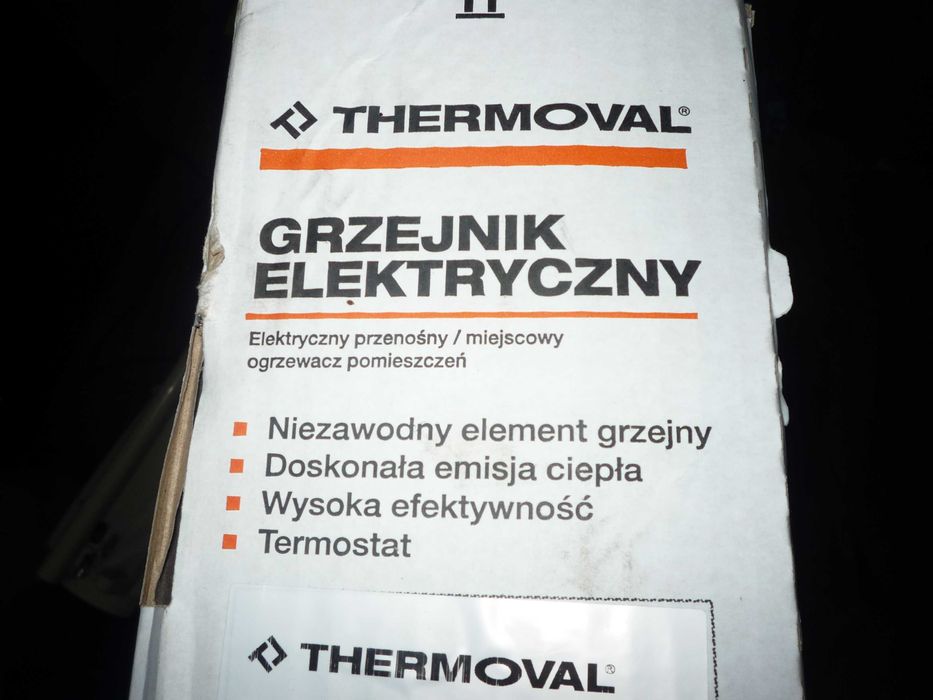 THERMOVAL®
GRZEJNIK
ELEKTRYCZNY
Elektryczny przenośny / miejscowy
ogrzewacz pomieszczeń
Niezawodny element grzejny
Doskonała emisja ciepła
Wysoka efektywność
Termostat
THERMOVAL®